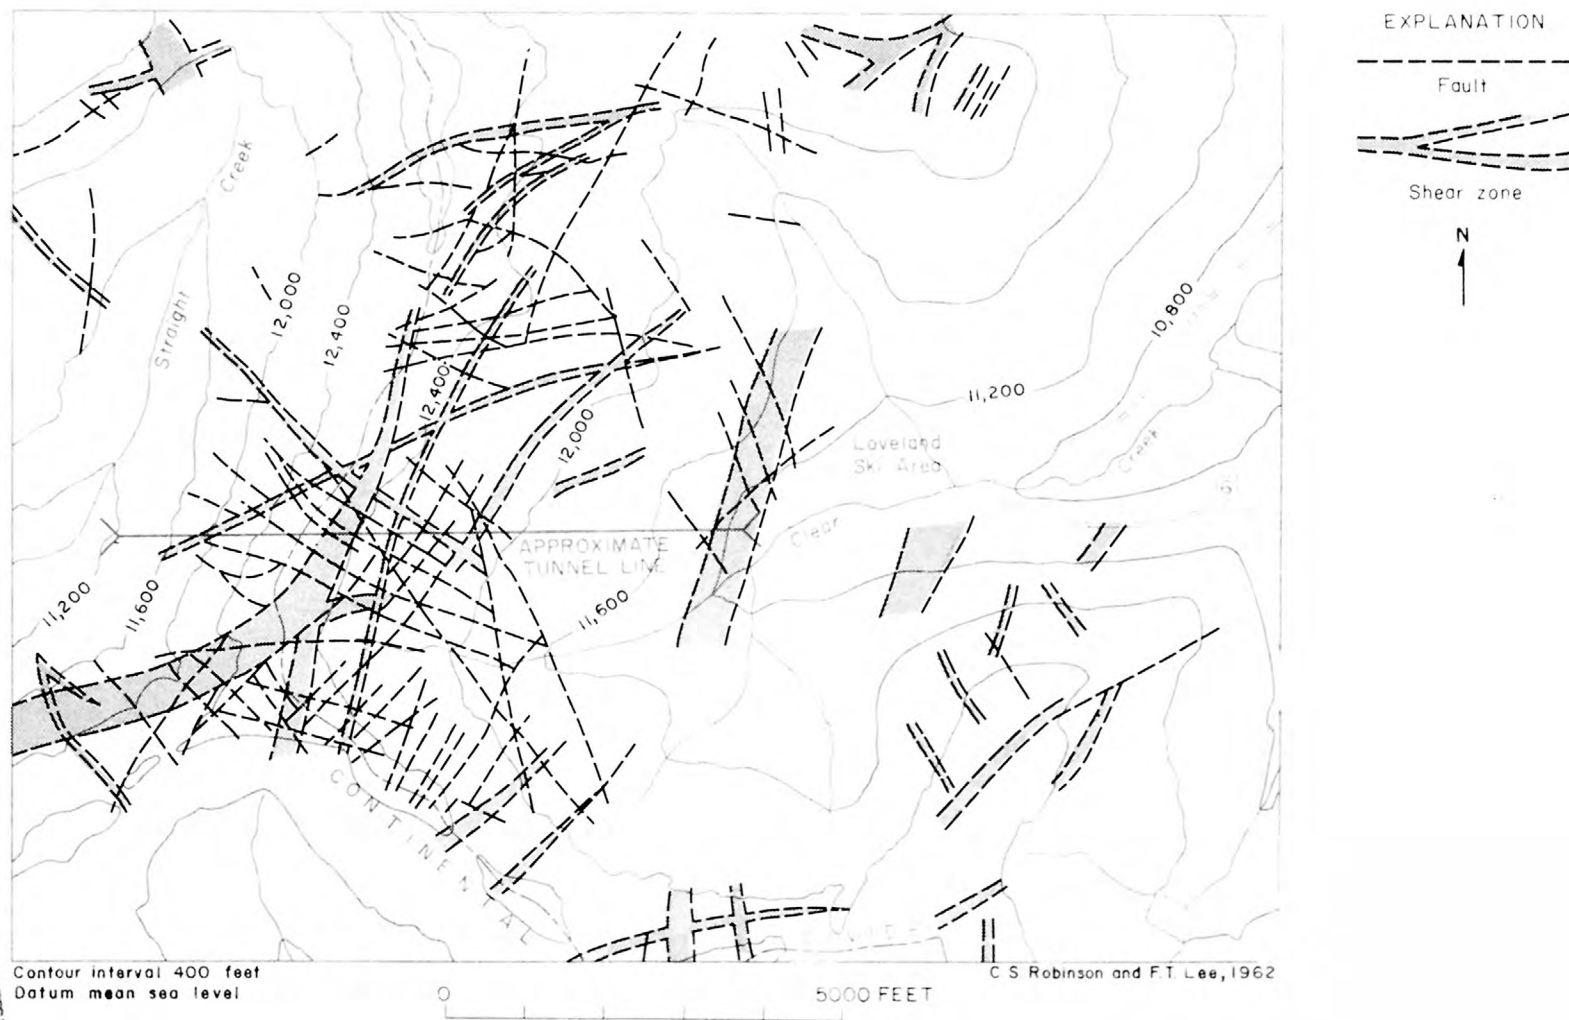 EXPLANATION
Fault
Shear zone
N
Creek
Straight
12,000
12,400
12,400
12,000
10,800
11,200
Loveland
Ski Area
Creek
Clear
6
APPROXIMATE
TUNNEL LINE
11,200
11,600
11,600
CONTINENTAL
DIVIDE
Contour interval 400 feet
Datum mean sea level
C S Robinson and F.T. Lee, 1962
0
5000 FEET